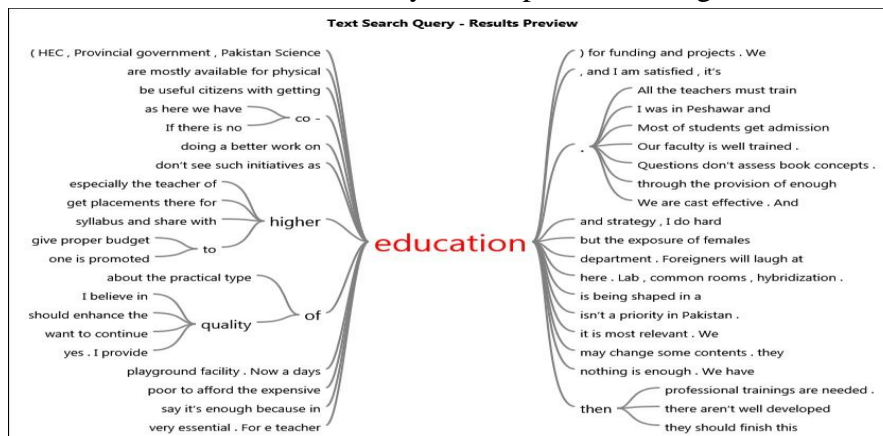 Text Search Query - Results Preview
( HEC , Provincial government , Pakistan Science
are mostly available for physical
be useful citizens with getting
as here we have
If there is no
co -
doing a better work on
don't see such initiatives as
especially the teacher of
get placements there for
syllabus and share with
give proper budget
one is promoted
to
higher
about the practical type
I believe in
should enhance the
want to continue
yes . I provide
quality
of
playground facility . Now a days
poor to afford the expensive
say it's enough because in
very essential . For e teacher
education
) for funding and projects . We
, and I am satisfied , it's
.
All the teachers must train
I was in Peshawar and
Most of students get admission
Our faculty is well trained .
Questions don't assess book concepts .
through the provision of enough
We are cast effective . And
and strategy , I do hard
but the exposure of females
department . Foreigners will laugh at
here . Lab , common rooms , hybridization .
is being shaped in a
isn't a priority in Pakistan .
it is most relevant . We
may change some contents . they
nothing is enough . We have
then
professional trainings are needed .
there aren't well developed
they should finish this